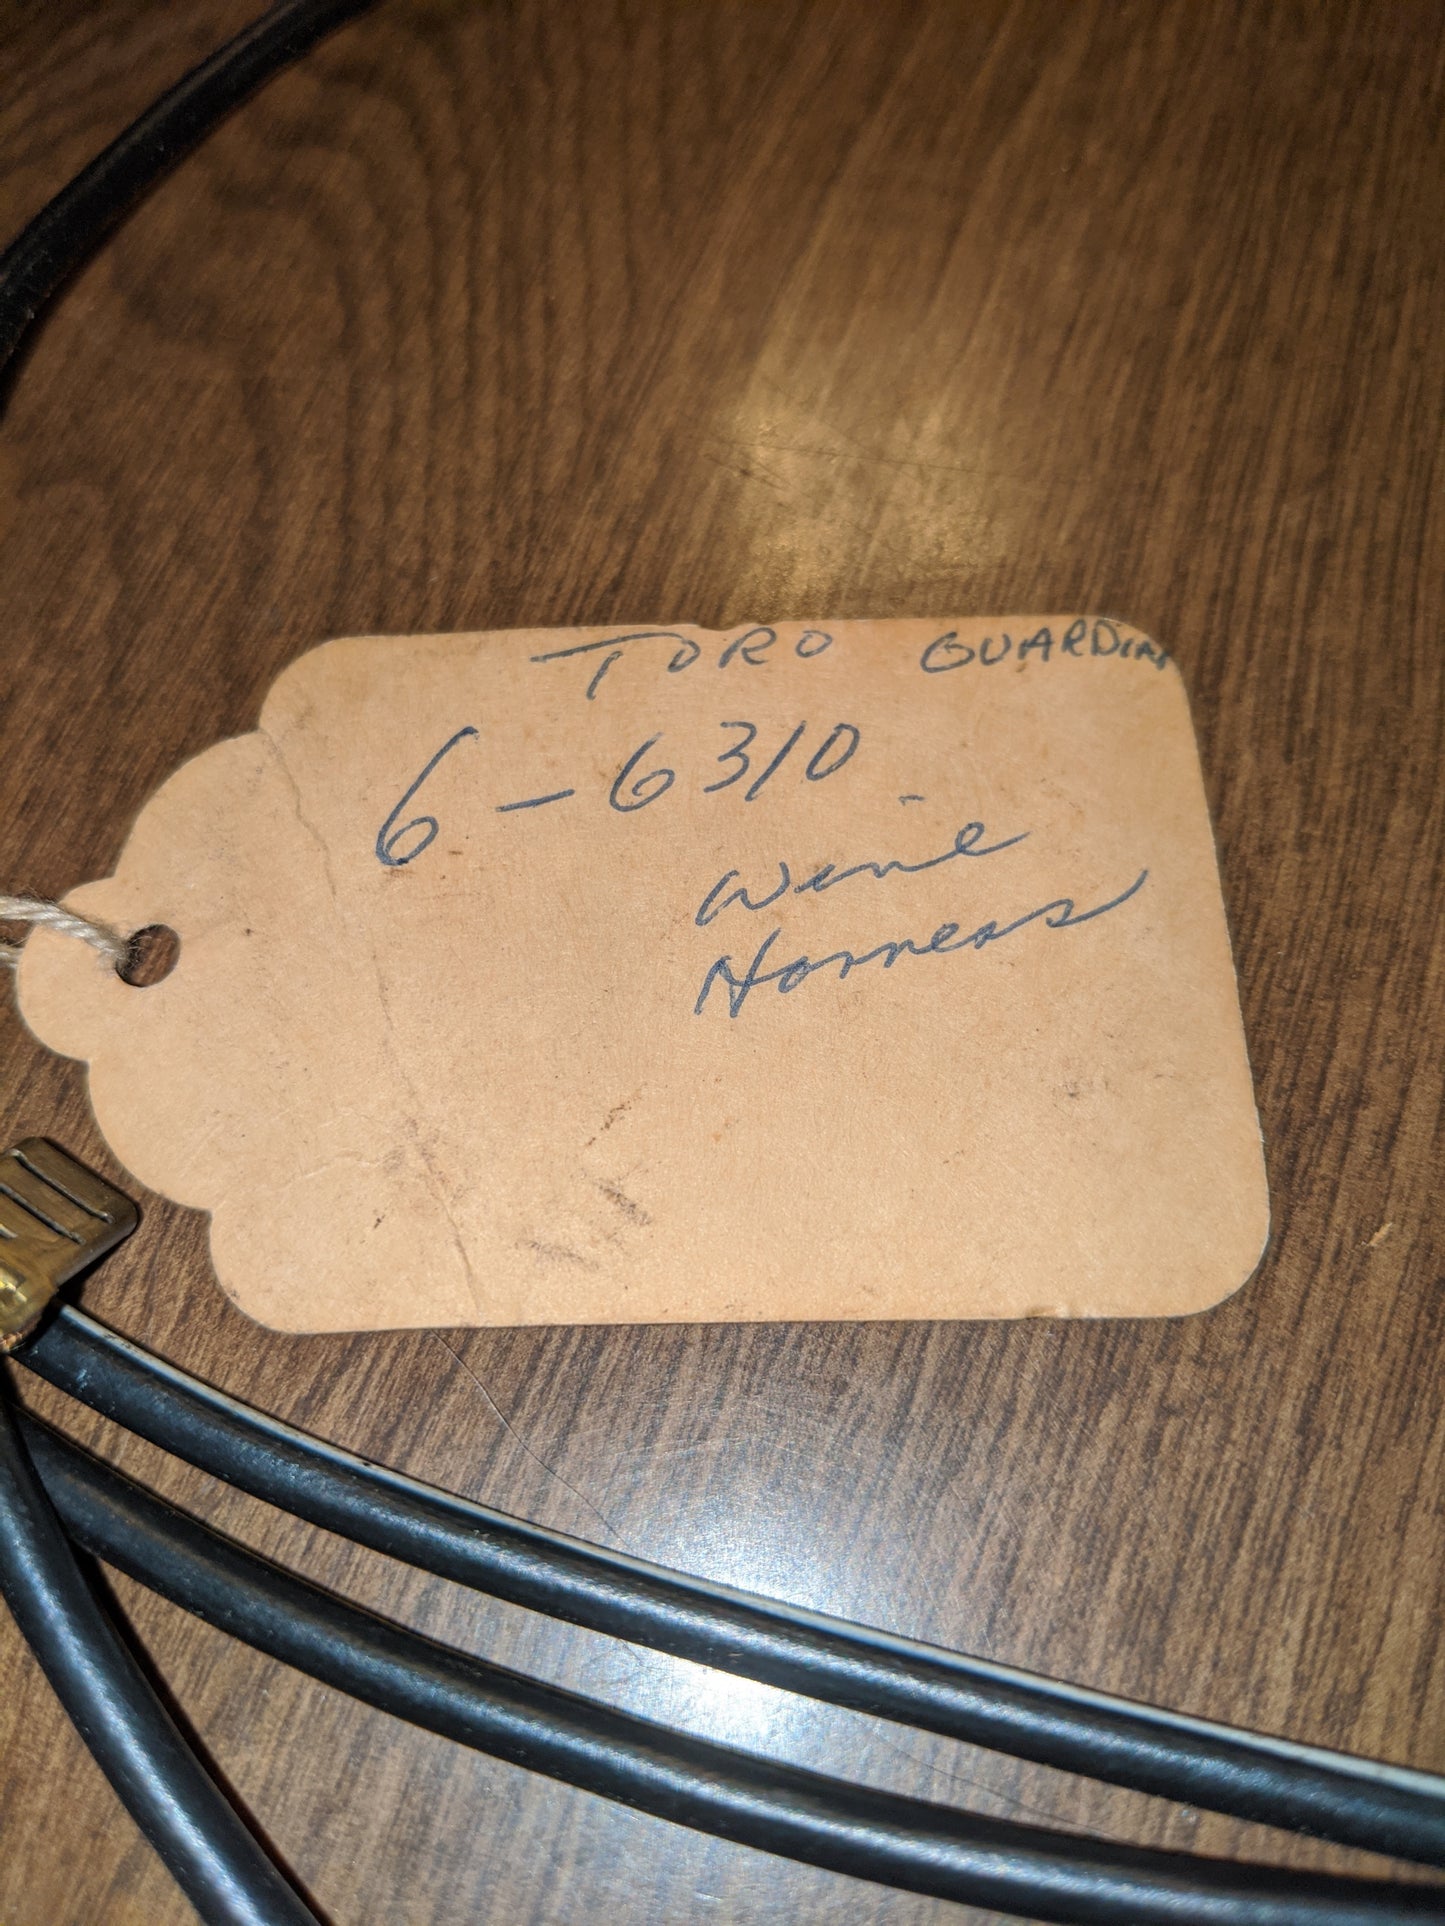 TORO GUARDIAN
6-6310
Wire
Harness